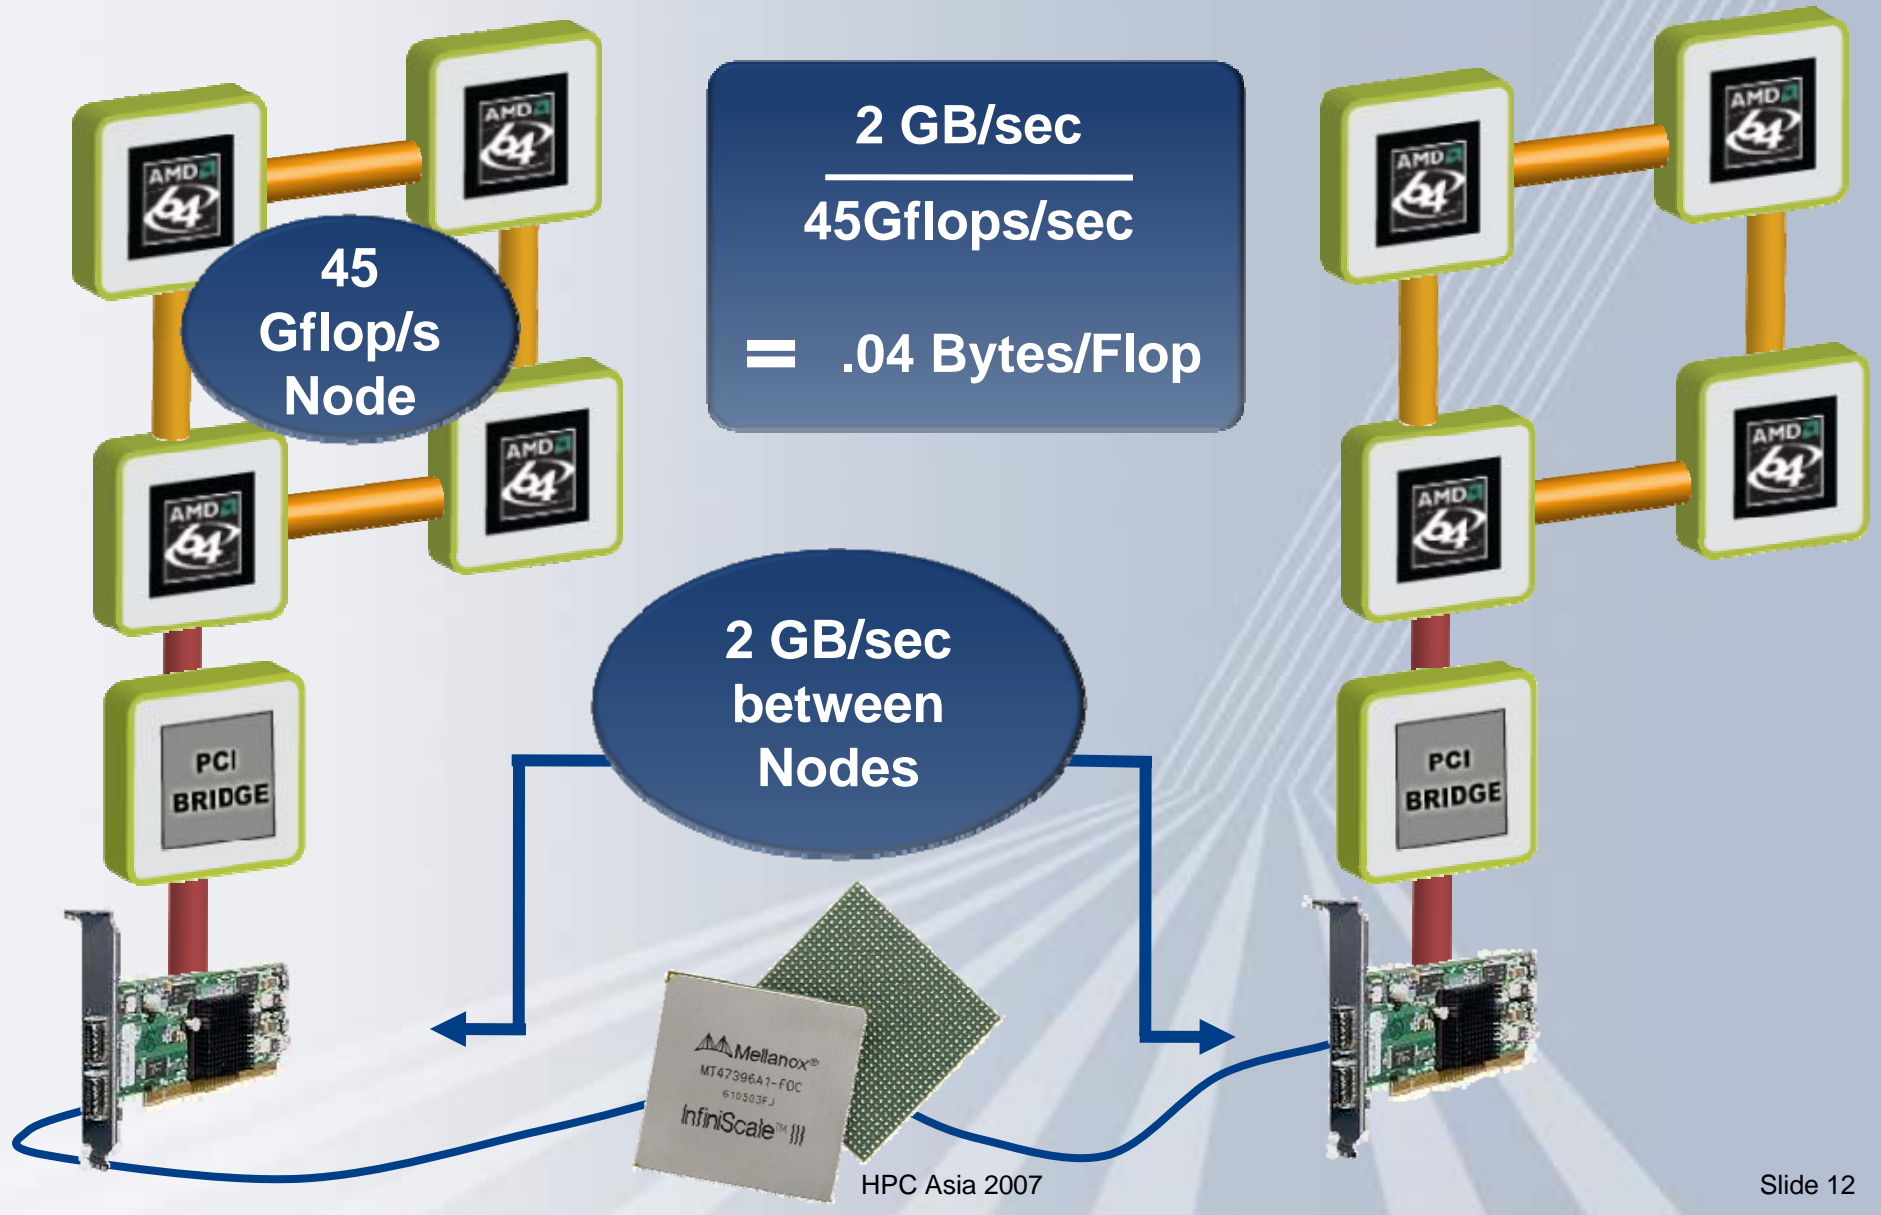 AMD
64
AMD
64
45
Gflop/s
Node
AMD
64
AMD
64
PCI
BRIDGE
2 GB/sec
45Gflops/sec
= .04 Bytes/Flop
2 GB/sec
between
Nodes
AMD
64
AMD
64
AMD
64
AMD
64
PCI
BRIDGE
Mellanox®
MT47396A1-FDC
610503FJ
InfiniScale™ III
HPC Asia 2007
Slide 12